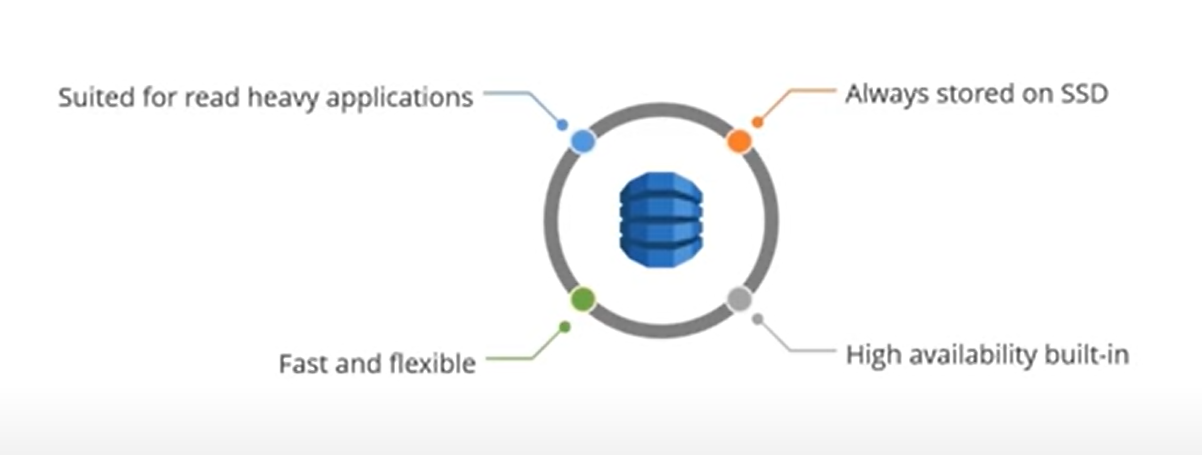 Suited for read heavy applications
Always stored on SSD
Fast and flexible
High availability built-in